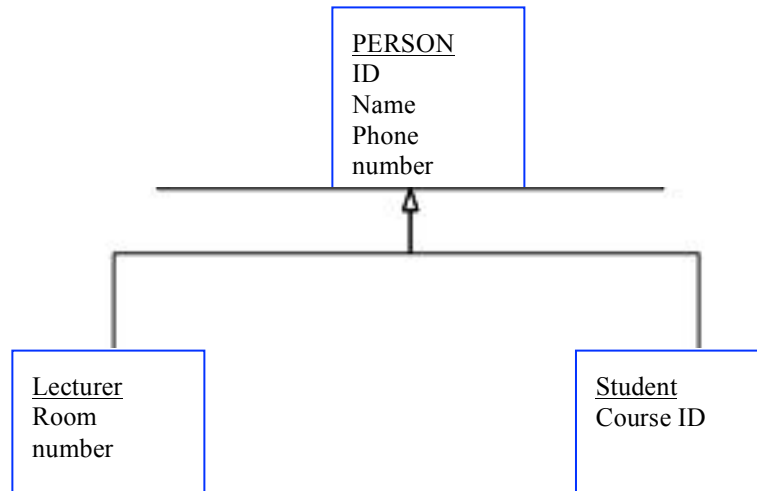 PERSON
ID
Name
Phone
number
Lecturer
Room
number
Student
Course ID